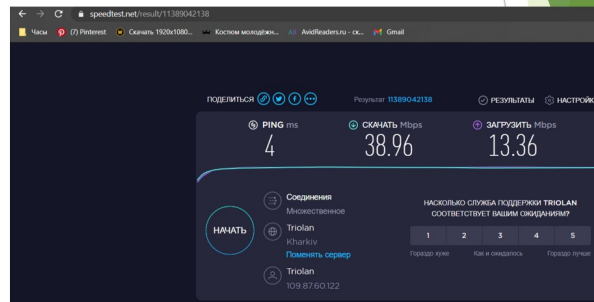 speedtest.net/result/11389042138
Часы (7) Pinterest Скачать 1920x1080... Костюм молодёжн... AvidReaders.ru - ск... Gmail
ПОДЕЛИТЬСЯ Результат 11389042138 РЕЗУЛЬТАТЫ НАСТРОЙК
PING ms СКАЧАТЬ Mbps ЗАГРУЗИТЬ Mbps
4 38.96 13.36
Соединения
Множественное
НАЧАТЬ
Triolan
Kharkiv
Поменять сервер
Triolan
109.87.60.122
НАСКОЛЬКО СЛУЖБА ПОДДЕРЖКИ TRIOLAN
СООТВЕТСТВУЕТ ВАШИМ ОЖИДАНИЯМ?
1 2 3 4 5
Гораздо хуже Как и ожидалось Гораздо лучше